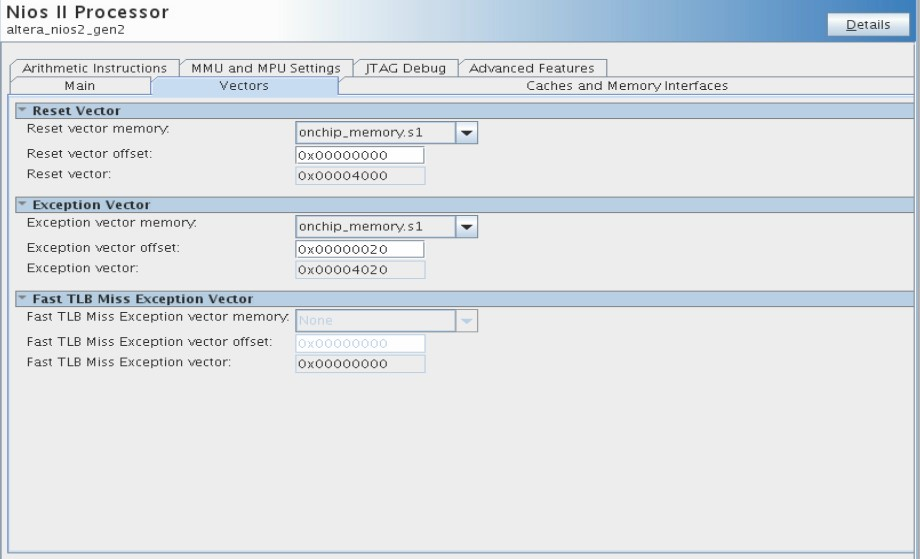 Nios II Processor
altera_nios2_gen2
Details
Arithmetic Instructions MMU and MPU Settings JTAG Debug Advanced Features
Main Vectors Caches and Memory Interfaces
Reset Vector
Reset vector memory: onchip_memory.s1
Reset vector offset: 0x00000000
Reset vector: 0x00004000
Exception Vector
Exception vector memory: onchip_memory.s1
Exception vector offset: 0x00000020
Exception vector: 0x00004020
Fast TLB Miss Exception Vector
Fast TLB Miss Exception vector memory: None
Fast TLB Miss Exception vector offset: 0x00000000
Fast TLB Miss Exception vector: 0x00000000